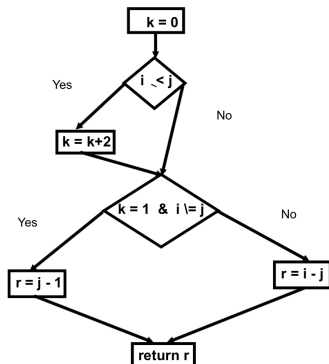 k = 0
i < j
Yes
No
k = k+2
k = 1 & i \= j
Yes
No
r = j - 1
r = i - j
return r